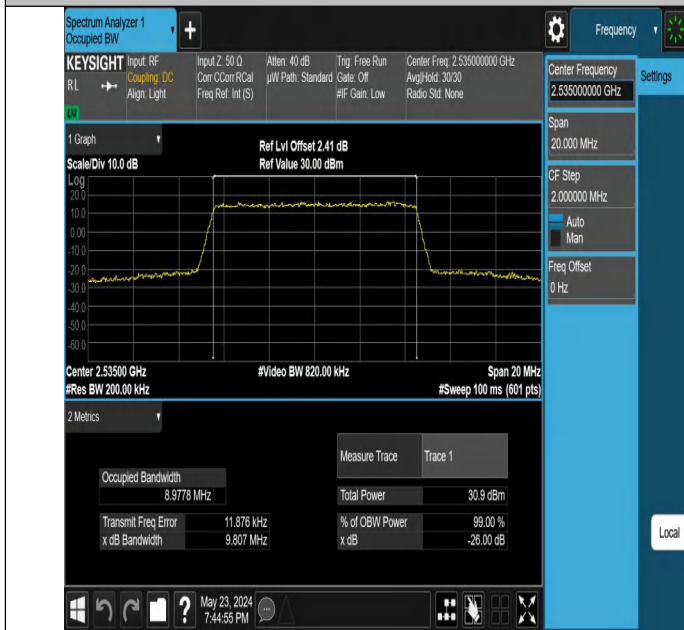 Spectrum Analyzer 1
Occupied BW
+
Frequency
KEYSIGHT
RL
Input: RF
Coupling: DC
Align: Light
Input Z: 50 Ω
Corr CCorr RCal
Freq Ref: Int (S)
Atten: 40 dB
µW Path: Standard
Trig: Free Run
Gate: Off
#IF Gain: Low
Center Freq: 2.535000000 GHz
Avg|Hold: 30/30
Radio Std: None
LXI
Center Frequency
2.535000000 GHz
Settings
Span
20.000 MHz
CF Step
2.000000 MHz
Auto
Man
Freq Offset
0 Hz
1 Graph
Scale/Div 10.0 dB
Ref Lvl Offset 2.41 dB
Ref Value 30.00 dBm
Log
20.0
10.0
0.00
-10.0
-20.0
-30.0
-40.0
-50.0
-60.0
Center 2.53500 GHz
#Video BW 820.00 kHz
Span 20 MHz
#Res BW 200.00 kHz
#Sweep 100 ms (601 pts)
2 Metrics
Measure Trace
Trace 1
Occupied Bandwidth
8.9778 MHz
Total Power
30.9 dBm
Transmit Freq Error
11.876 kHz
% of OBW Power
99.00 %
x dB Bandwidth
9.807 MHz
x dB
-26.00 dB
Local
?
May 23, 2024
7:44:55 PM